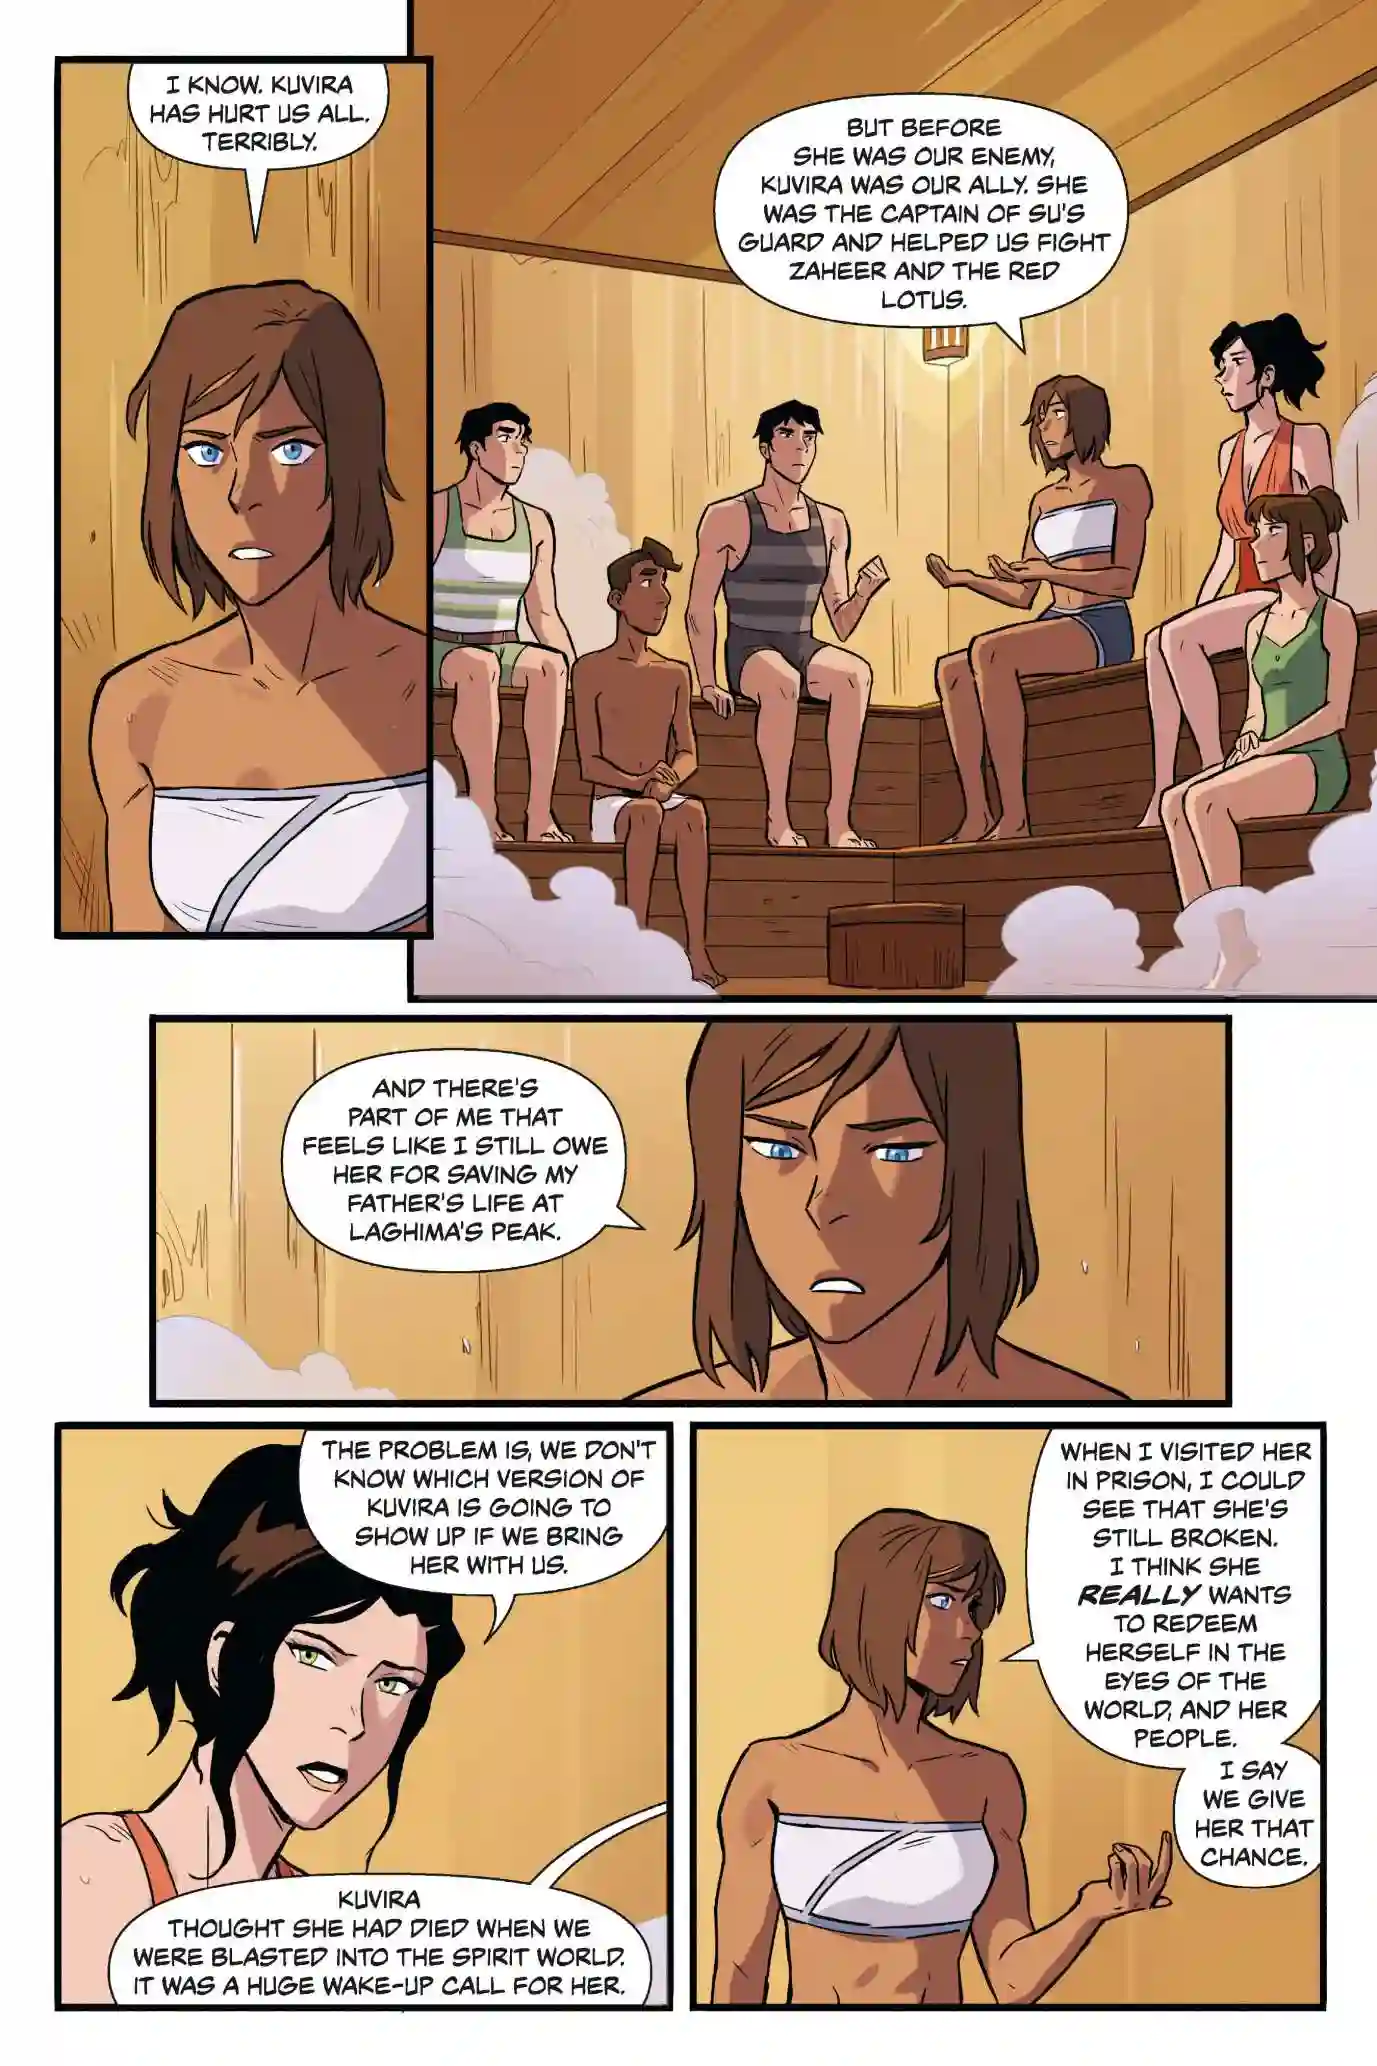 I KNOW. KUVIRA
HAS HURT US ALL.
TERRIBLY.
BUT BEFORE
SHE WAS OUR ENEMY,
KUVIRA WAS OUR ALLY. SHE
WAS THE CAPTAIN OF SU'S
GUARD AND HELPED US FIGHT
ZAHEER AND THE RED
LOTUS.
AND THERE'S
PART OF ME THAT
FEELS LIKE I STILL OWE
HER FOR SAVING MY
FATHER'S LIFE AT
LAGHIMA'S PEAK.
THE PROBLEM IS, WE DON'T
KNOW WHICH VERSION OF
KUVIRA IS GOING TO
SHOW UP IF WE BRING
HER WITH US.
KUVIRA
THOUGHT SHE HAD DIED WHEN WE
WERE BLASTED INTO THE SPIRIT WORLD.
IT WAS A HUGE WAKE-UP CALL FOR HER.
WHEN I VISITED HER
IN PRISON, I COULD
SEE THAT SHE'S
STILL BROKEN.
I THINK SHE
REALLY WANTS
TO REDEEM
HERSELF IN THE
EYES OF THE
WORLD, AND HER
PEOPLE.
I SAY
WE GIVE
HER THAT
CHANCE.